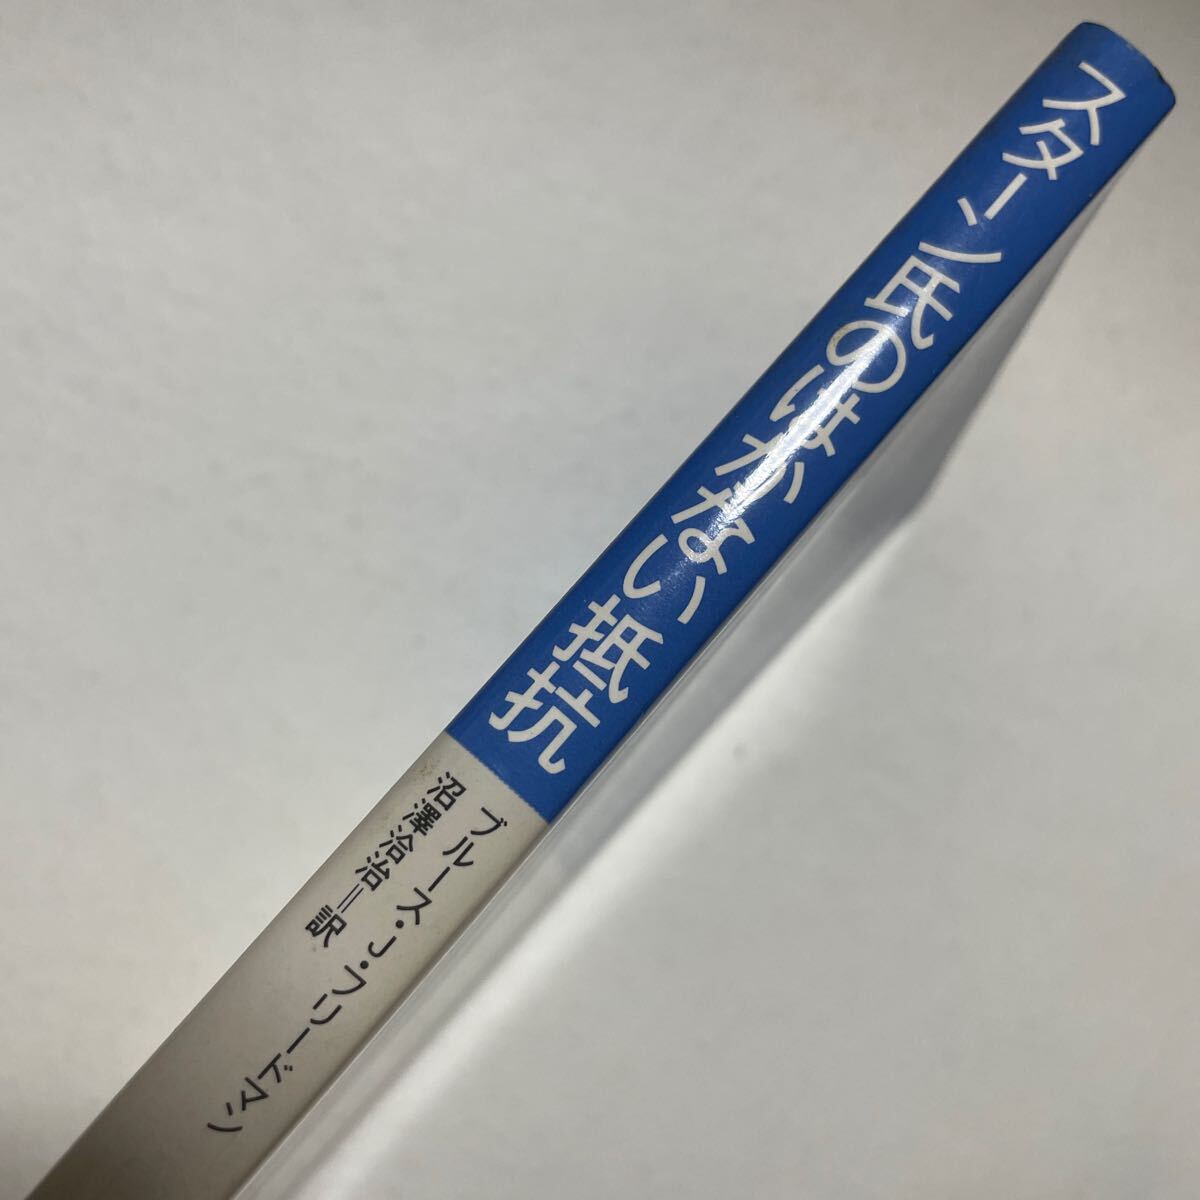 スターン氏のはかない抵抗
ブルース・J・フリードマン
沼澤洽治＝訳